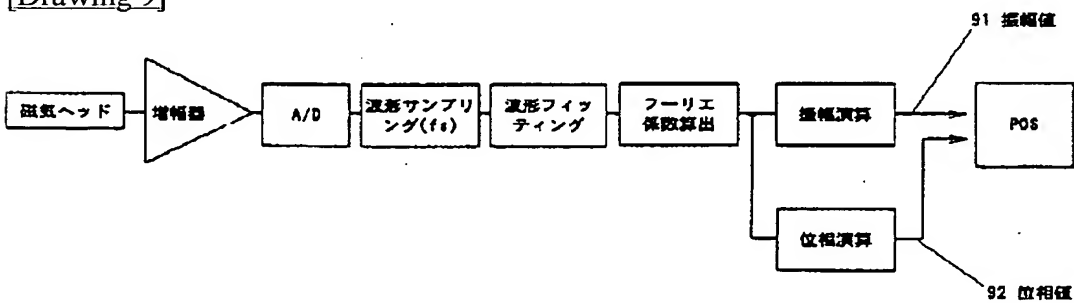 [Drawing 9]
91 振幅値
磁気ヘッド
増幅器
A/D
波形サンプリ
ング(fs)
波形フィッ
ティング
フーリエ
係数算出
振幅演算
POS
位相演算
92 位相値